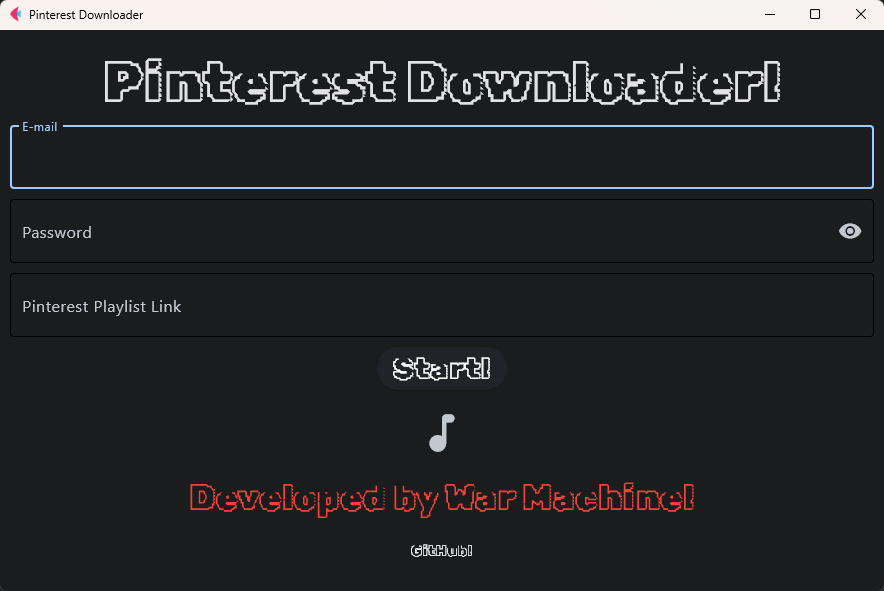 Pinterest Downloader
Pinterest Downloader!
E-mail
Password
Pinterest Playlist Link
Start!
Developed by War Machine!
GitHub!